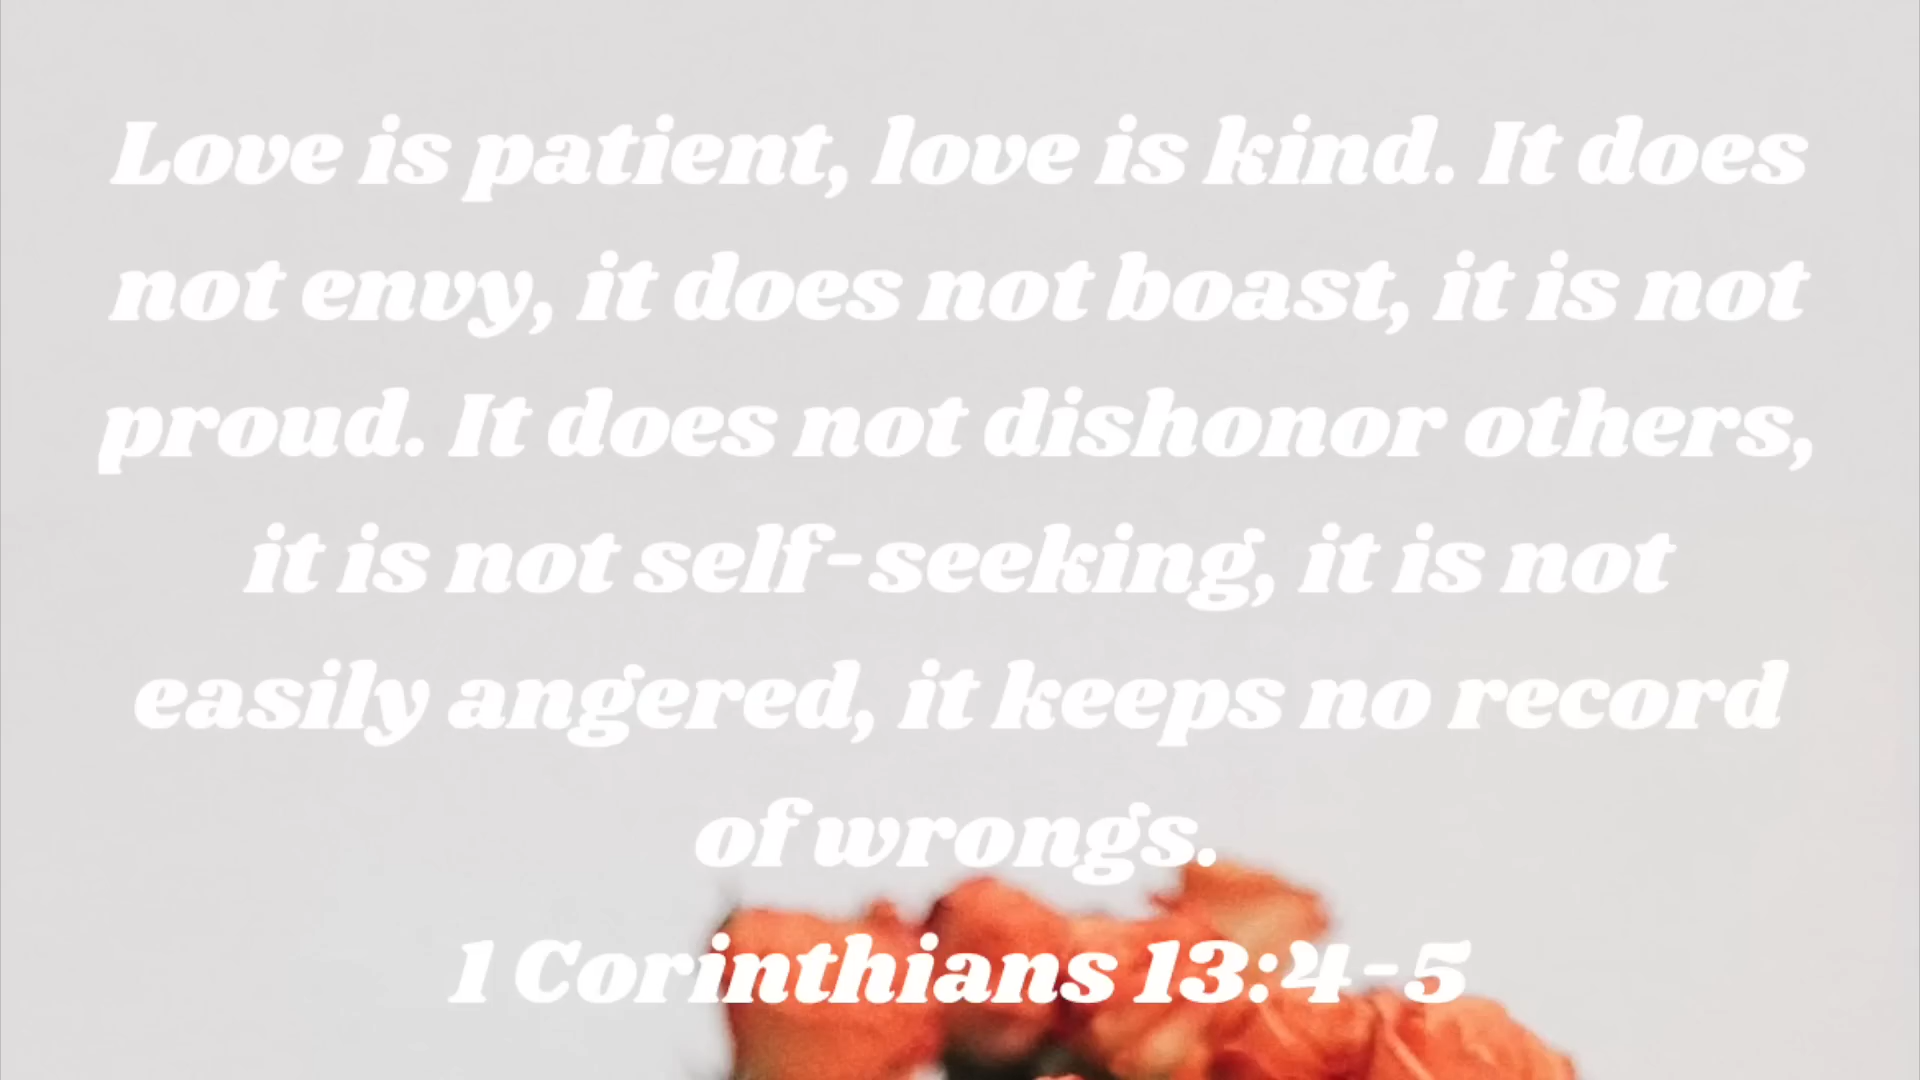 Love is patient, love is kind. It does
not envy, it does not boast, it is not
proud. It does not dishonor others,
it is not self-seeking, it is not
easily angered, it keeps no record
of wrongs.
1 Corinthians 13:4-5